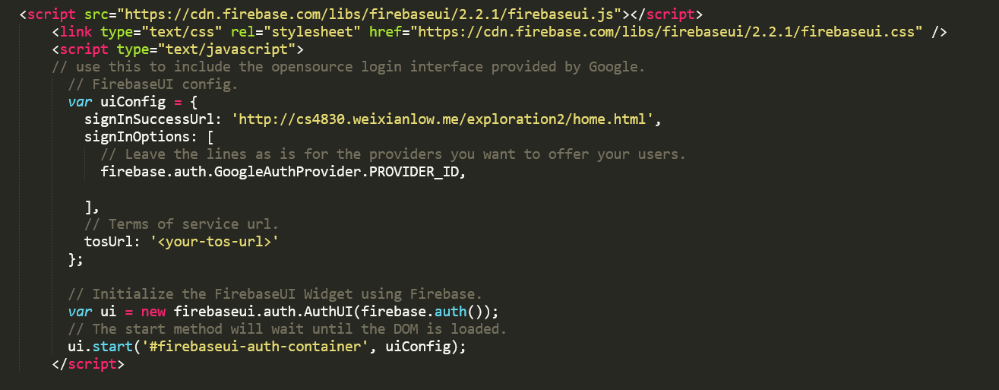 <script src="https://cdn.firebase.com/libs/firebaseui/2.2.1/firebaseui.js"></script>
<link type="text/css" rel="stylesheet" href="https://cdn.firebase.com/libs/firebaseui/2.2.1/firebaseui.css" />
<script type="text/javascript">
// use this to include the opensource login interface provided by Google.
// FirebaseUI config.
var uiConfig = {
signInSuccessUrl: 'http://cs4830.weixianlow.me/exploration2/home.html',
signInOptions: [
// Leave the lines as is for the providers you want to offer your users.
firebase.auth.GoogleAuthProvider.PROVIDER_ID,
],
// Terms of service url.
tosUrl: '<your-tos-url>'
};
// Initialize the FirebaseUI Widget using Firebase.
var ui = new firebaseui.auth.AuthUI(firebase.auth());
// The start method will wait until the DOM is loaded.
ui.start('#firebaseui-auth-container', uiConfig);
</script>